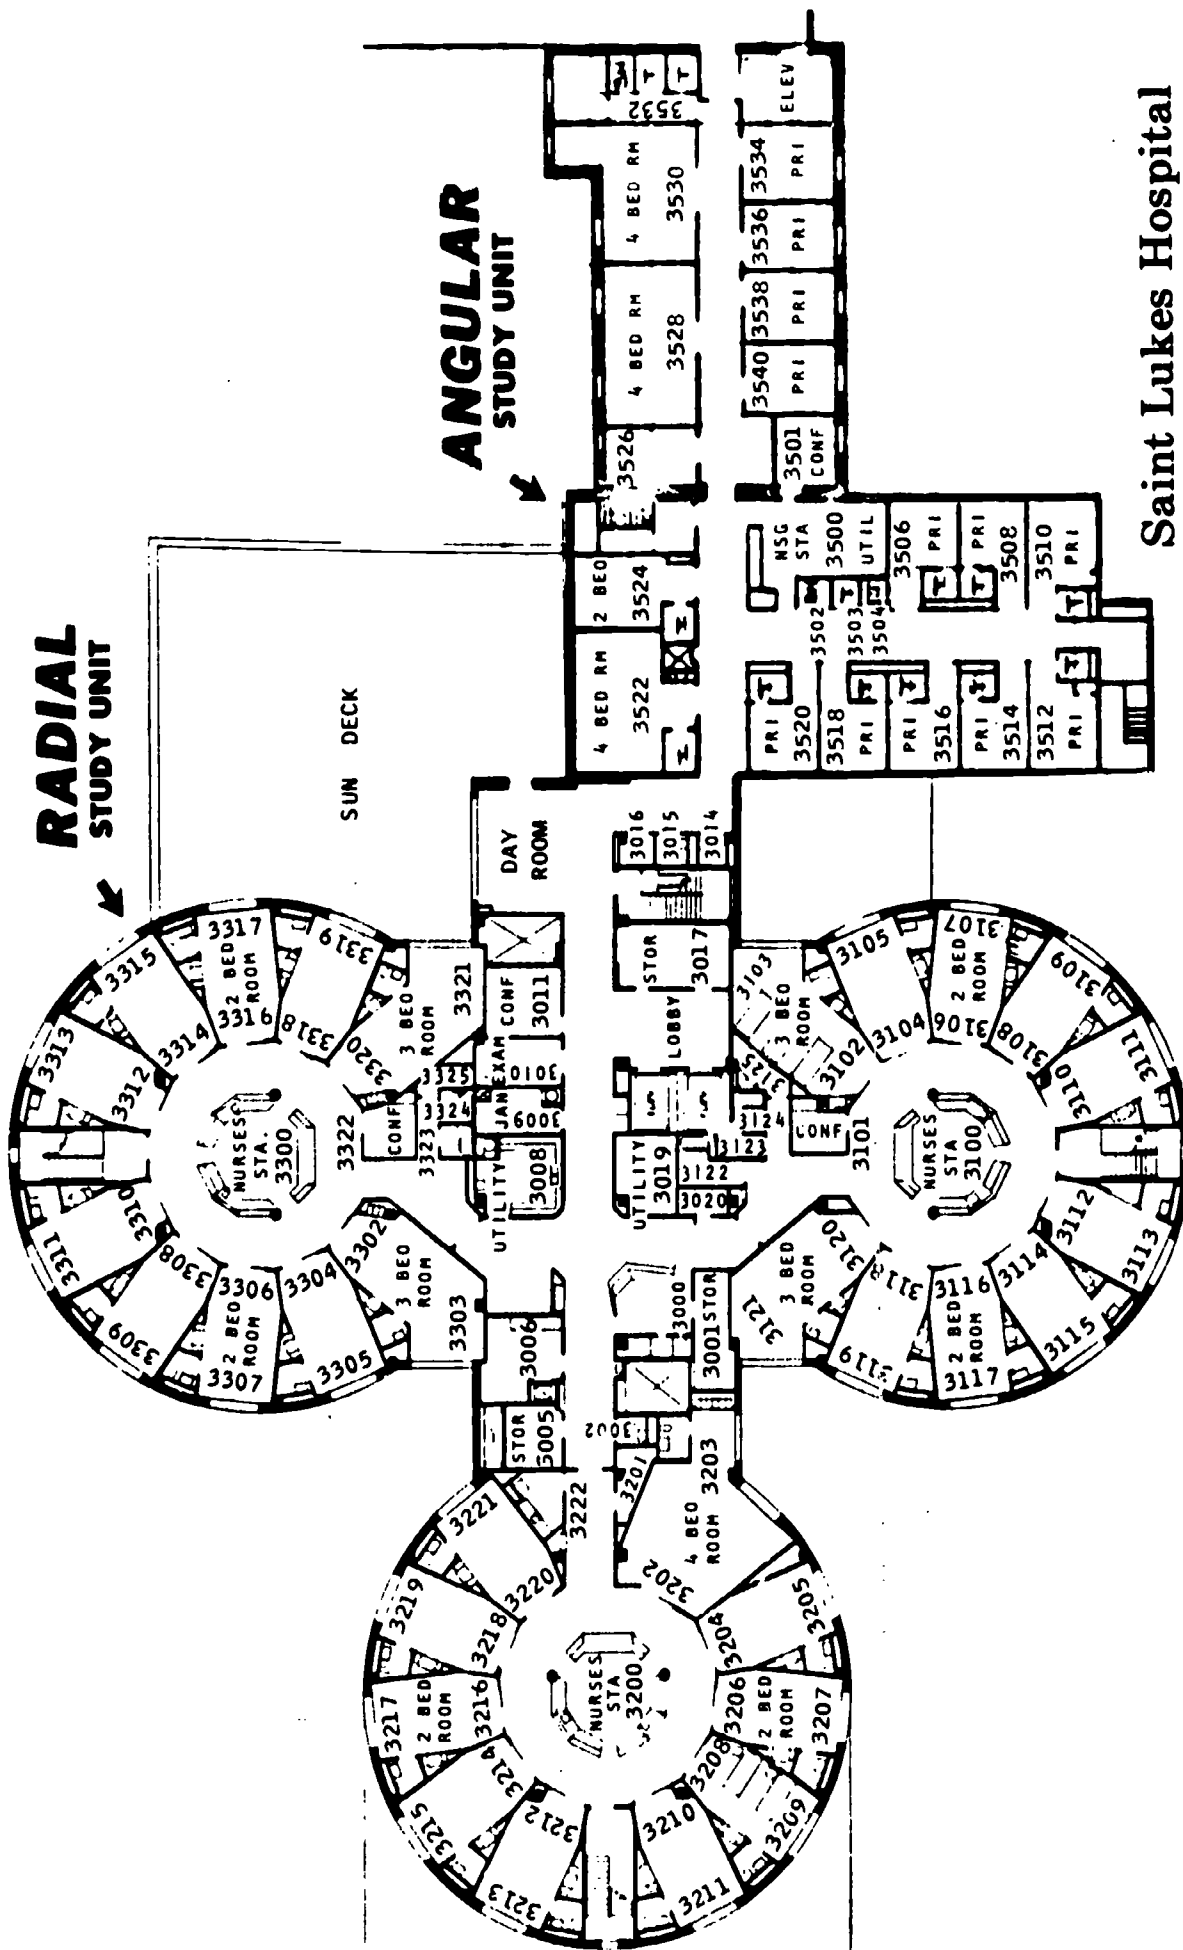 RADIAL
STUDY UNIT
ANGULAR
STUDY UNIT
Saint Lukes Hospital
SUN DECK
DAY
ROOM
3532
ELEV
4 BED RM
3530
3534
PRI
3536
PRI
4 BED RM
3528
3538
PRI
3540
PRI
3526
3501
CONF
2 BED
3524
NSG
STA
3500
UTIL
3506
PRI
PRI
3508
3510
PRI
3502
3503
3504
4 BED RM
3522
PRI
3520
3518
PRI
3516
PRI
PRI
3514
3512
PRI
3016
3015
3014
STOR
3017
LOBBY
CONF
3011
EXAM
3010
JAN
3009
UTILITY
3008
UTILITY
3019
3020
3122
3123
3124
3125
3000
3001
STOR
3006
STOR
3005
3002
3315
3317
2 BED
ROOM
3316
3319
3318
3321
3 BED
ROOM
3320
3313
3314
3312
3325
3324
3323
CONF
3322
NURSES
STA.
3300
3310
3311
3308
3309
3306
2 BED
ROOM
3307
3304
3305
3302
3 BED
ROOM
3303
3103
3 BED
ROOM
3102
3105
3104
3107
2 BED
ROOM
3106
3109
3108
3111
3110
CONF
3101
NURSES
STA
3100
3112
3113
3114
3115
3116
2 BED
ROOM
3117
3118
3119
3120
3 BED
ROOM
3121
3222
3221
3220
3219
3218
3217
2 BED
ROOM
3216
3215
3214
3213
3212
NURSES
STA
3200
3201
3203
4 BED
ROOM
3202
3205
3204
3206
2 BED
ROOM
3207
3208
3209
3210
3211